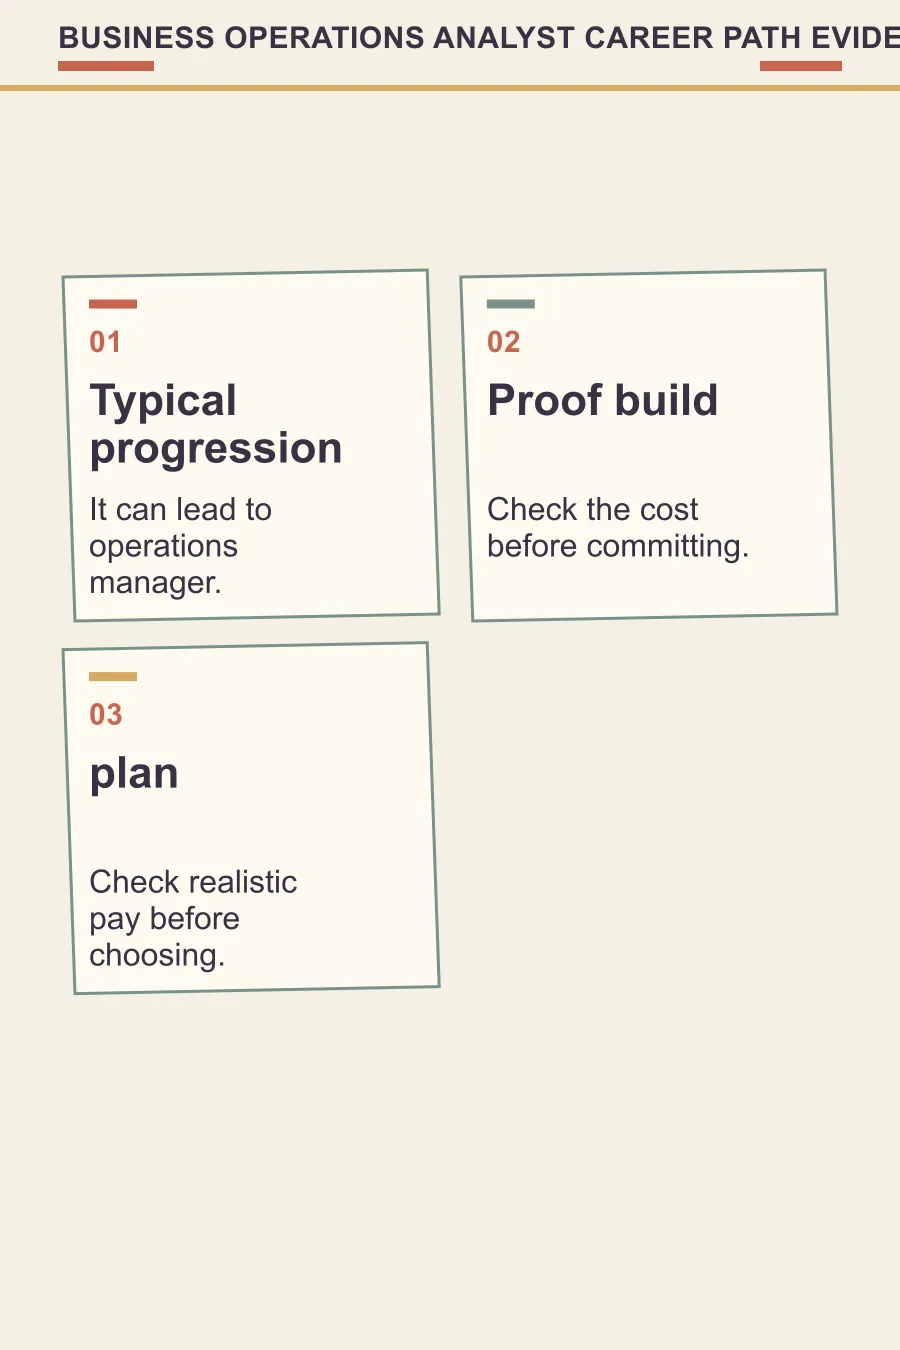 BUSINESS OPERATIONS ANALYST CAREER PATH EVIDE
01
Typical
progression
It can lead to
operations
manager.
02
Proof build
Check the cost
before committing.
03
plan
Check realistic
pay before
choosing.